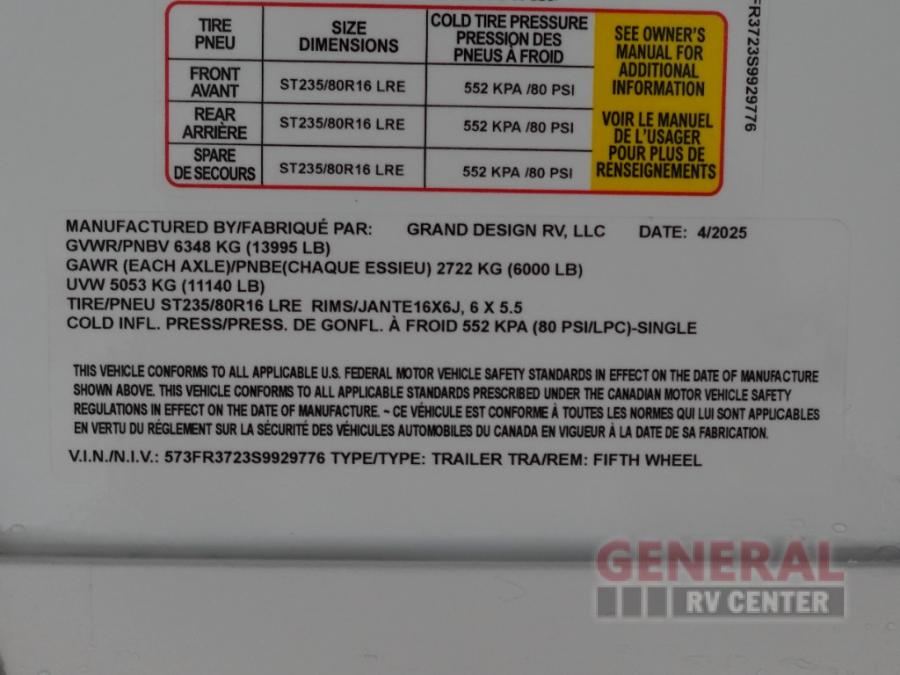 TIRE
PNEU
SIZE
DIMENSIONS
COLD TIRE PRESSURE
PRESSION DES
PNEUS À FROID
SEE OWNER'S
MANUAL FOR
ADDITIONAL
INFORMATION
FRONT
AVANT
ST235/80R16 LRE
552 KPA /80 PSI
REAR
ARRIÈRE
ST235/80R16 LRE
552 KPA /80 PSI
VOIR LE MANUEL
DE L'USAGER
POUR PLUS DE
RENSEIGNEMENTS
SPARE
DE SECOURS
ST235/80R16 LRE
552 KPA /80 PSI
FR3723S9929776
MANUFACTURED BY/FABRIQUÉ PAR: GRAND DESIGN RV, LLC DATE: 4/2025
GVWR/PNBV 6348 KG (13995 LB)
GAWR (EACH AXLE)/PNBE(CHAQUE ESSIEU) 2722 KG (6000 LB)
UVW 5053 KG (11140 LB)
TIRE/PNEU ST235/80R16 LRE RIMS/JANTE16X6J, 6 X 5.5
COLD INFL. PRESS/PRESS. DE GONFL. À FROID 552 KPA (80 PSI/LPC)-SINGLE
THIS VEHICLE CONFORMS TO ALL APPLICABLE U.S. FEDERAL MOTOR VEHICLE SAFETY STANDARDS IN EFFECT ON THE DATE OF MANUFACTURE
SHOWN ABOVE. THIS VEHICLE CONFORMS TO ALL APPLICABLE STANDARDS PRESCRIBED UNDER THE CANADIAN MOTOR VEHICLE SAFETY
REGULATIONS IN EFFECT ON THE DATE OF MANUFACTURE. ~ CE VÉHICULE EST CONFORME À TOUTES LES NORMES QUI LUI SONT APPLICABLES
EN VERTU DU RÉGLEMENT SUR LA SÉCURITÉ DES VÉHICULES AUTOMOBILES DU CANADA EN VIGUEUR À LA DATE DE SA FABRICATION.
V.I.N./N.I.V.: 573FR3723S9929776 TYPE/TYPE: TRAILER TRA/REM: FIFTH WHEEL
GENERAL
RV CENTER